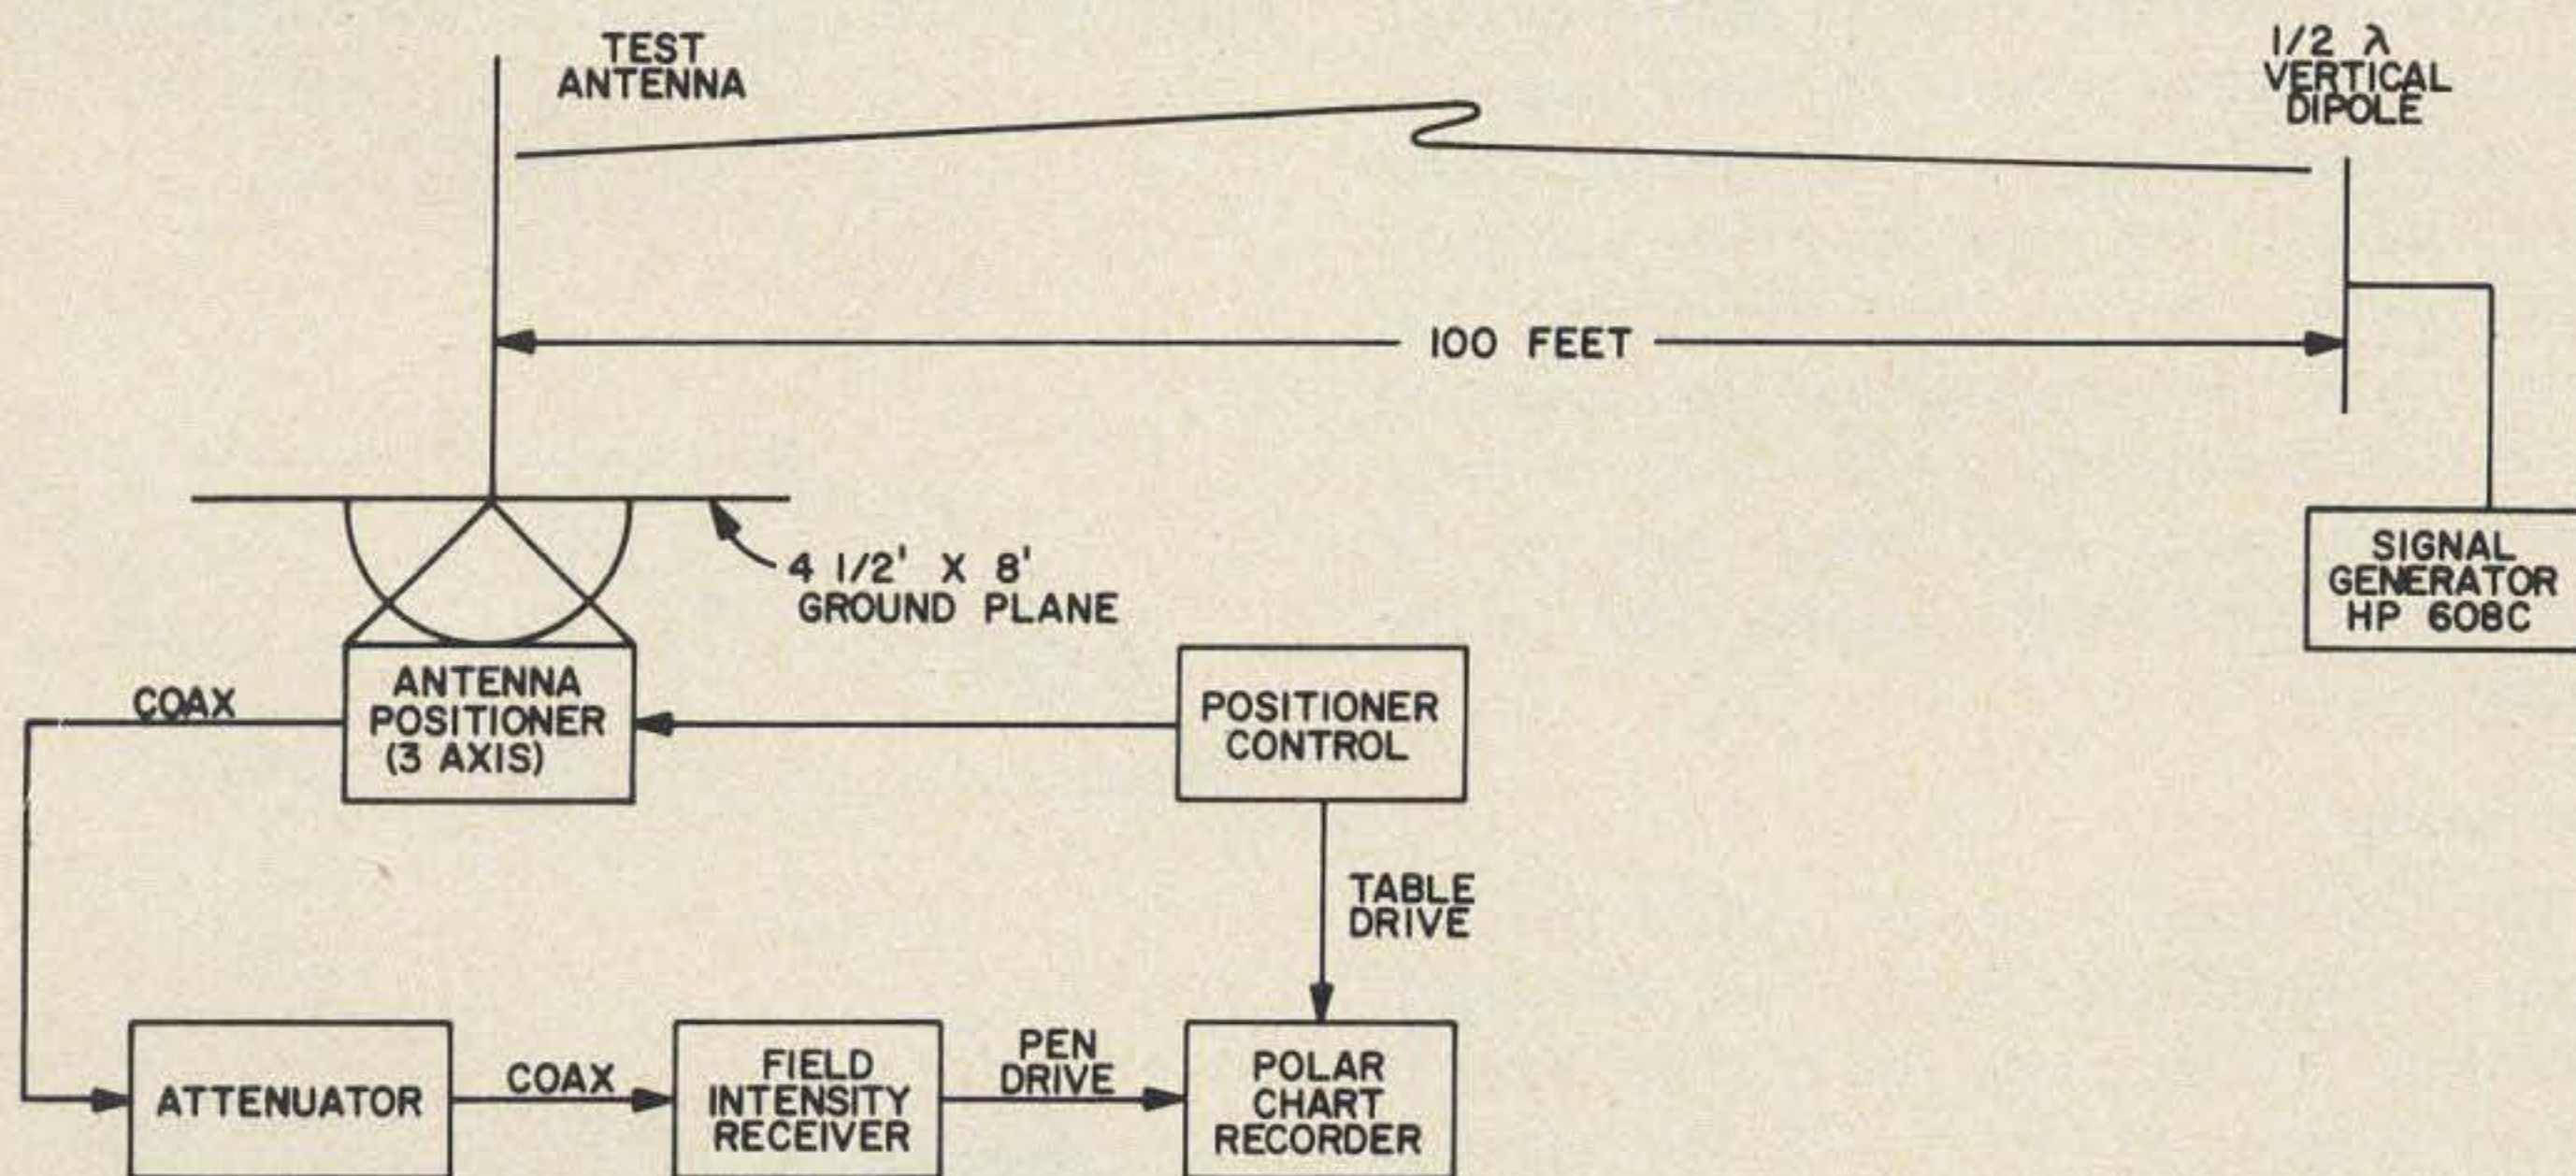 TEST
ANTENNA
1/2 λ
VERTICAL
DIPOLE
100 FEET
4 1/2' X 8'
GROUND PLANE
SIGNAL
GENERATOR
HP 608C
COAX
ANTENNA
POSITIONER
(3 AXIS)
POSITIONER
CONTROL
TABLE
DRIVE
ATTENUATOR
COAX
FIELD
INTENSITY
RECEIVER
PEN
DRIVE
POLAR
CHART
RECORDER